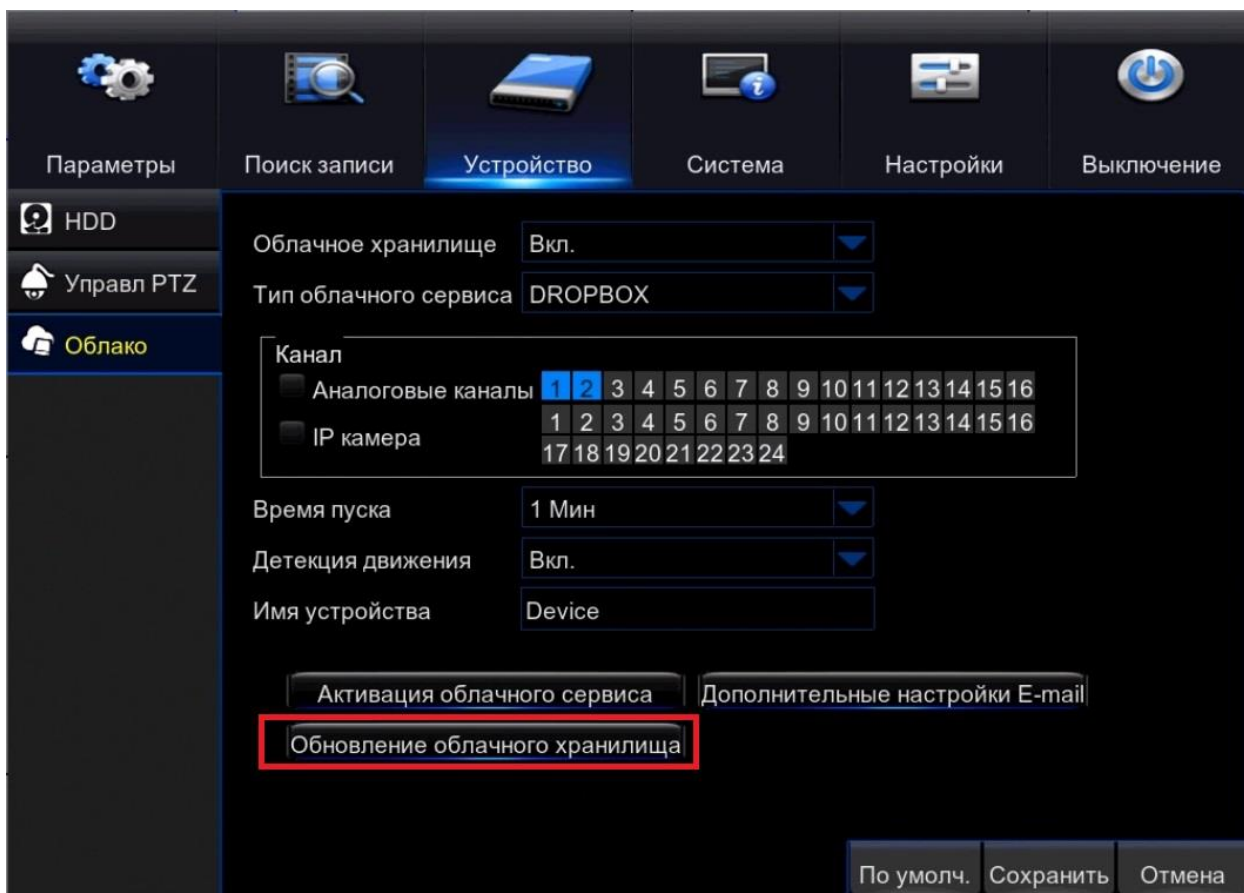 Параметры Поиск записи Устройство Система Настройки Выключение
HDD
Управл PTZ
Облако
Облачное хранилище Вкл.
Тип облачного сервиса DROPBOX
Канал
Аналоговые каналы 1 2 3 4 5 6 7 8 9 10 11 12 13 14 15 16
IP камера 1 2 3 4 5 6 7 8 9 10 11 12 13 14 15 16
17 18 19 20 21 22 23 24
Время пуска 1 Мин
Детекция движения Вкл.
Имя устройства Device
Активация облачного сервиса Дополнительные настройки E-mail
Обновление облачного хранилища
По умолч. Сохранить Отмена